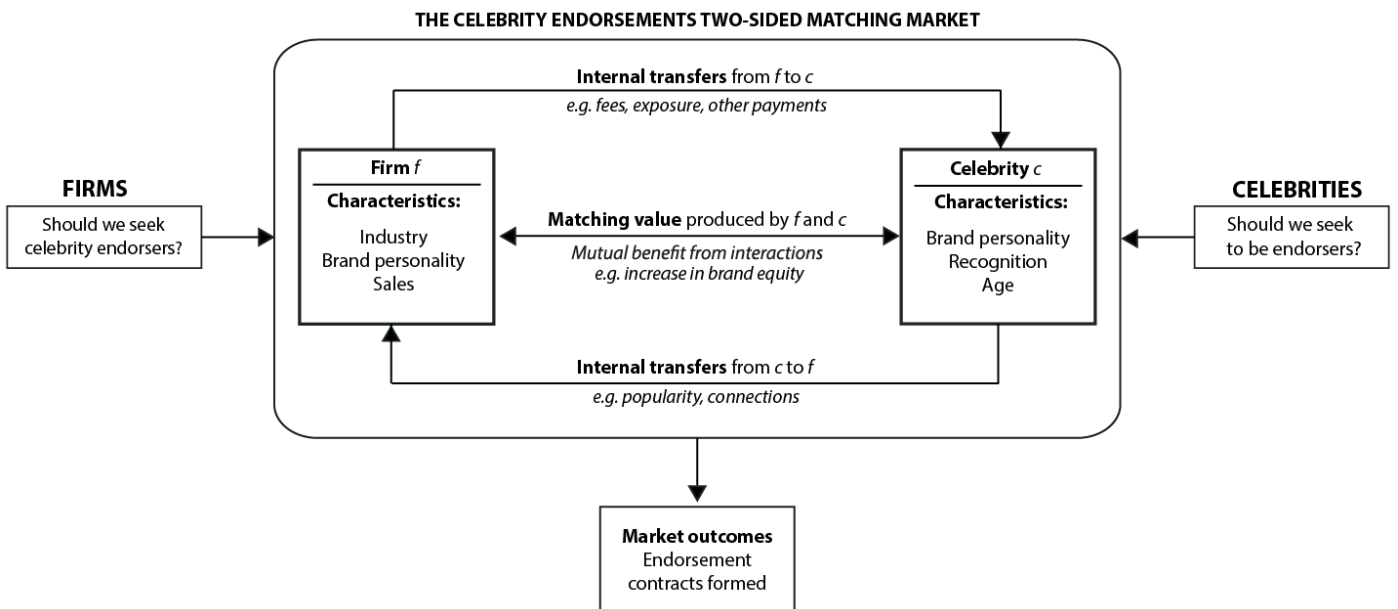 THE CELEBRITY ENDORSEMENTS TWO-SIDED MATCHING MARKET
Internal transfers from f to c
e.g. fees, exposure, other payments
FIRMS
Should we seek
celebrity endorsers?
Firm f
Characteristics:
Industry
Brand personality
Sales
Matching value produced by f and c
Mutual benefit from interactions
e.g. increase in brand equity
Celebrity c
Characteristics:
Brand personality
Recognition
Age
CELEBRITIES
Should we seek
to be endorsers?
Internal transfers from c to f
e.g. popularity, connections
Market outcomes
Endorsement
contracts formed